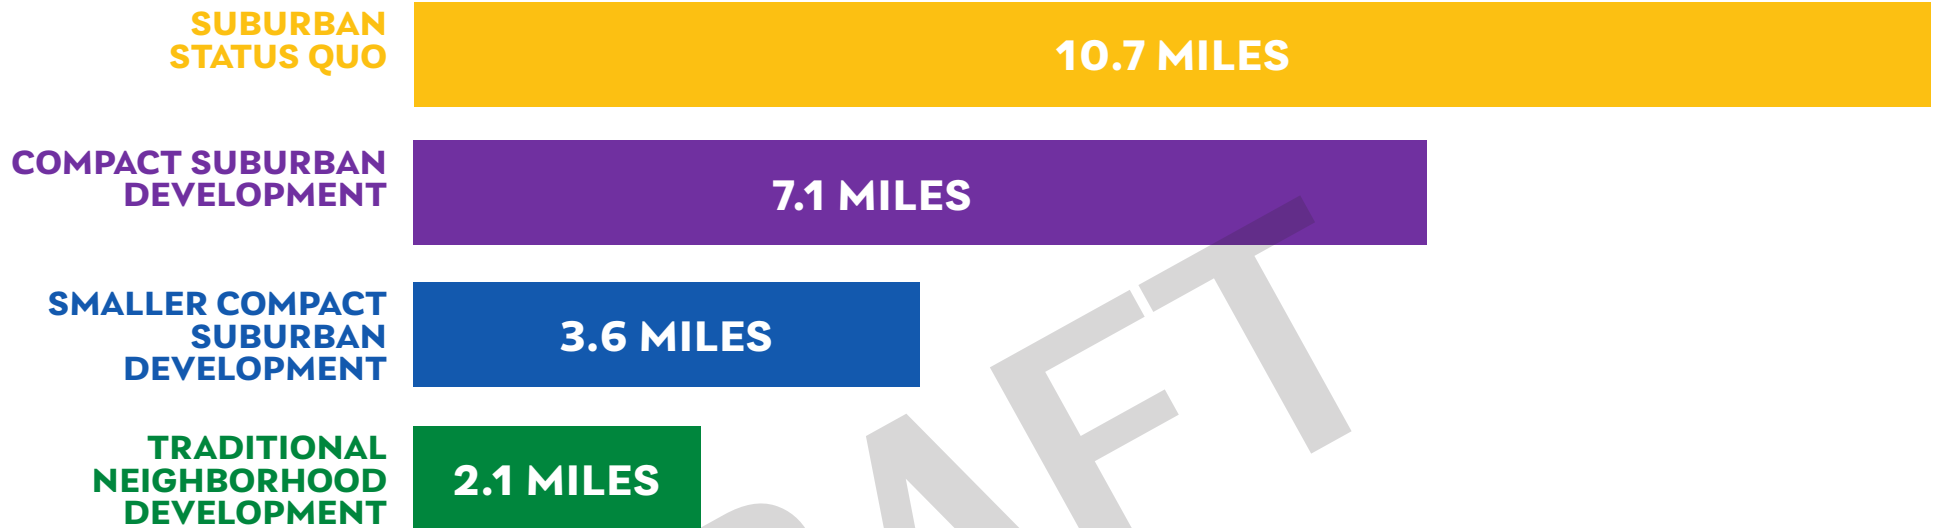 SUBURBAN
STATUS QUO
10.7 MILES
COMPACT SUBURBAN
DEVELOPMENT
7.1 MILES
SMALLER COMPACT
SUBURBAN
DEVELOPMENT
3.6 MILES
TRADITIONAL
NEIGHBORHOOD
DEVELOPMENT
2.1 MILES
DRAFT